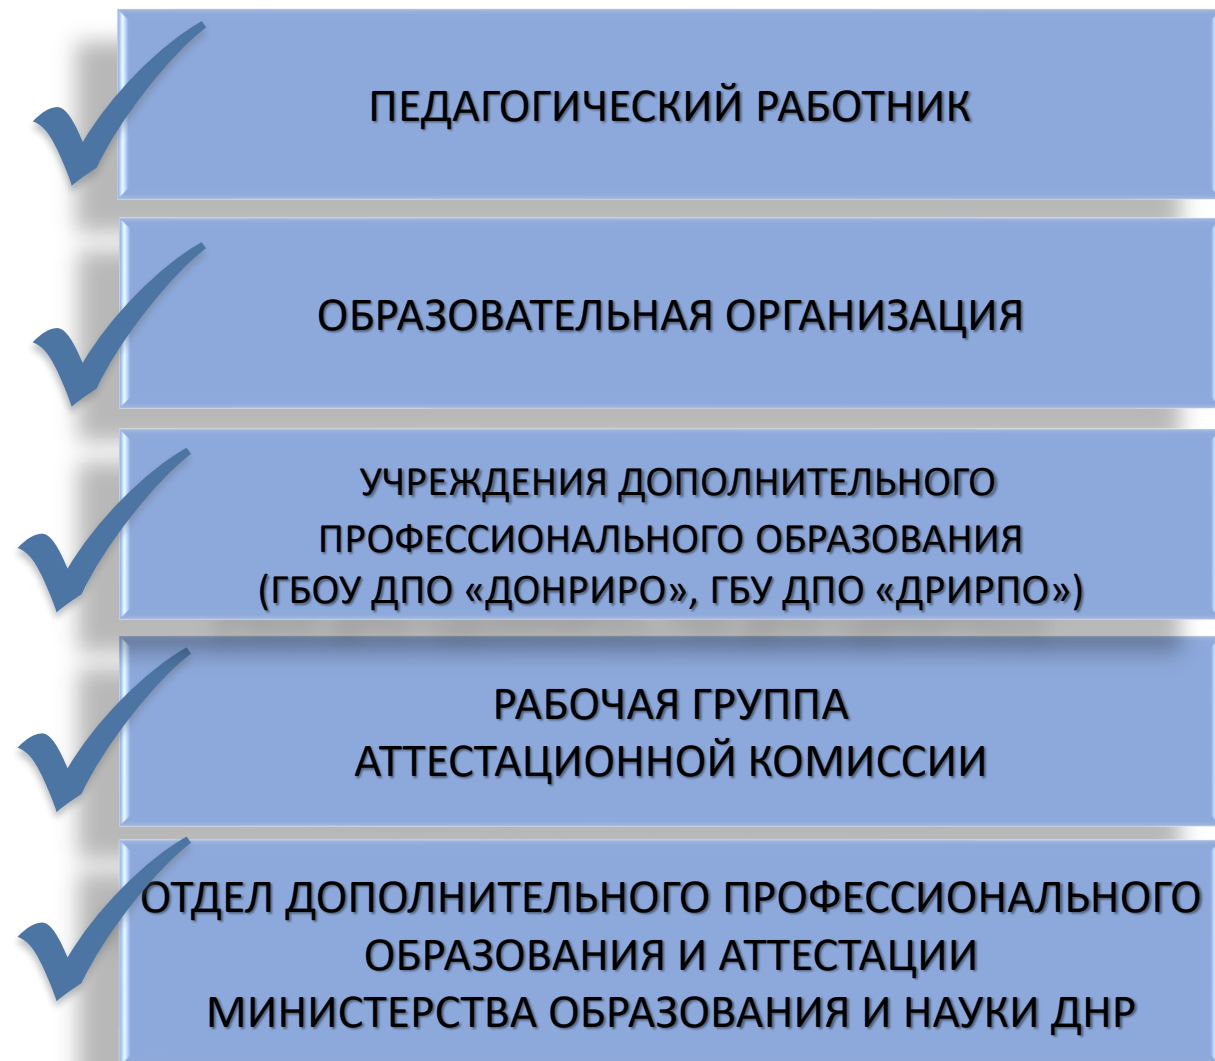 ПЕДАГОГИЧЕСКИЙ РАБОТНИК
ОБРАЗОВАТЕЛЬНАЯ ОРГАНИЗАЦИЯ
УЧРЕЖДЕНИЯ ДОПОЛНИТЕЛЬНОГО
ПРОФЕССИОНАЛЬНОГО ОБРАЗОВАНИЯ
(ГБОУ ДПО «ДОНРИРО», ГБУ ДПО «ДРИРПО»)
РАБОЧАЯ ГРУППА
АТТЕСТАЦИОННОЙ КОМИССИИ
ОТДЕЛ ДОПОЛНИТЕЛЬНОГО ПРОФЕССИОНАЛЬНОГО
ОБРАЗОВАНИЯ И АТТЕСТАЦИИ
МИНИСТЕРСТВА ОБРАЗОВАНИЯ И НАУКИ ДНР